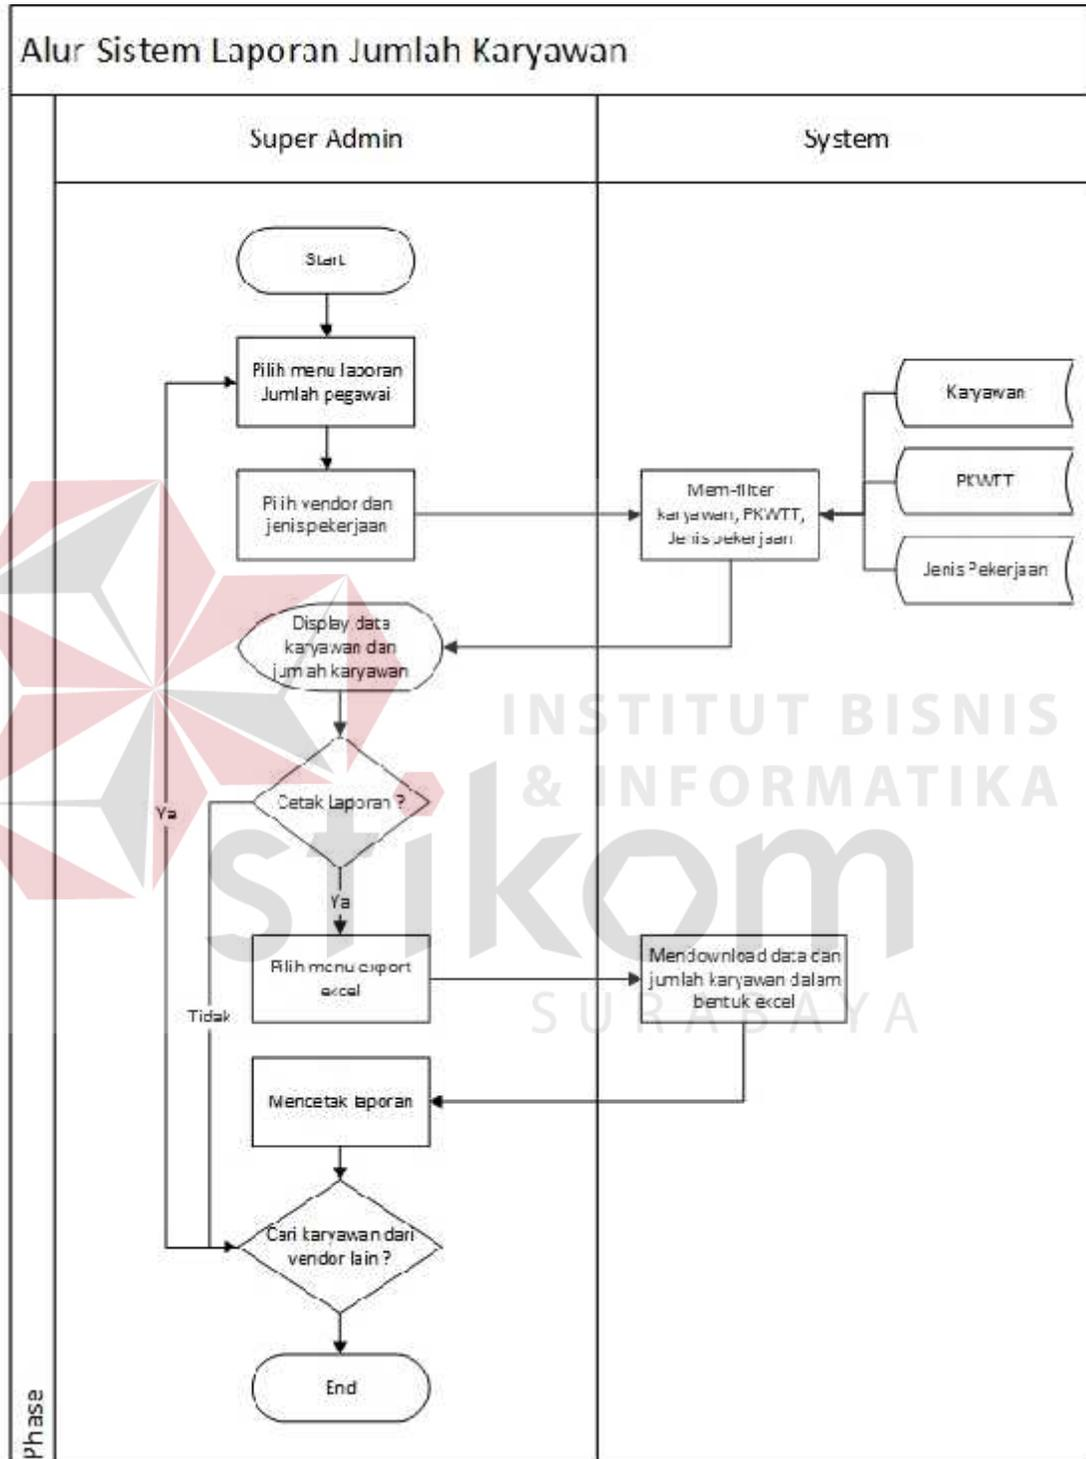 Alur Sistem Laporan Jumlah Karyawan
Super Admin
System
Start
Pilih menu laporan
Jumlah pegawai
Karyawan
PKWTT
Jenis Pekerjaan
Pilih vendor dan
jenis pekerjaan
Mem-filter
karyawan, PKWTT,
Jenis pekerjaan
Display data
karyawan dan
jumlah karyawan
INSTITUT BISNIS
& INFORMATIKA
stikom
SURABAYA
Cetak Laporan ?
Ya
Ya
Tidak
Pilih menu export
excel
Mendownload data dan
jumlah karyawan dalam
bentuk excel
Mencetak laporan
Cari karyawan dari
vendor lain ?
End
Phase